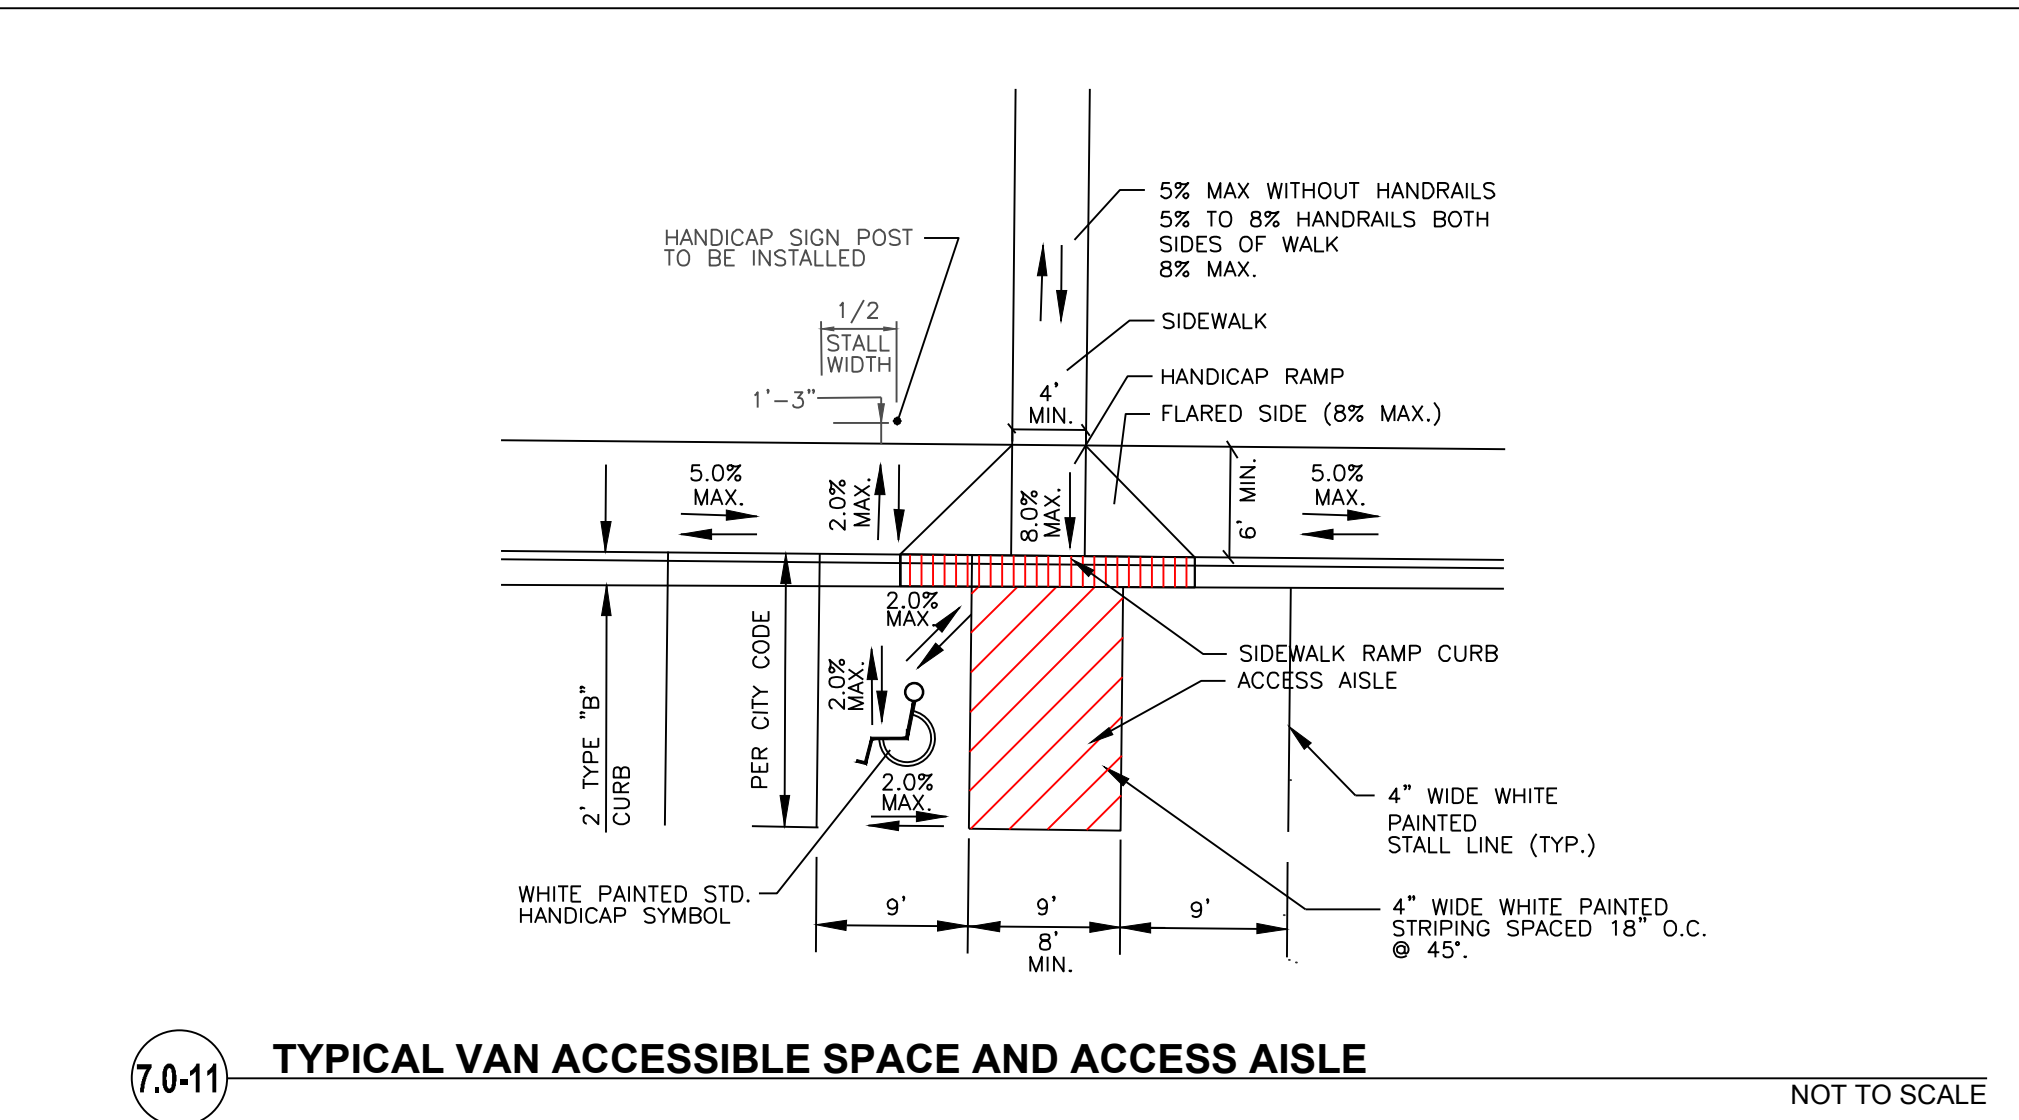 5% MAX WITHOUT HANDRAILS
5% TO 8% HANDRAILS BOTH
SIDES OF WALK
8% MAX.
HANDICAP SIGN POST
TO BE INSTALLED
1/2
STALL
WIDTH
1'-3"
SIDEWALK
HANDICAP RAMP
FLARED SIDE (8% MAX.)
4'
MIN.
5.0%
MAX.
2.0%
MAX.
8.0%
MAX.
6' MIN.
5.0%
MAX.
2.0%
MAX.
2.0%
MAX.
2.0%
MAX.
PER CITY CODE
2' TYPE "B"
CURB
SIDEWALK RAMP CURB
ACCESS AISLE
4" WIDE WHITE
PAINTED
STALL LINE (TYP.)
WHITE PAINTED STD.
HANDICAP SYMBOL
9'
9'
8'
MIN.
9'
4" WIDE WHITE PAINTED
STRIPING SPACED 18" O.C.
@ 45°.
7.0-11
TYPICAL VAN ACCESSIBLE SPACE AND ACCESS AISLE
NOT TO SCALE